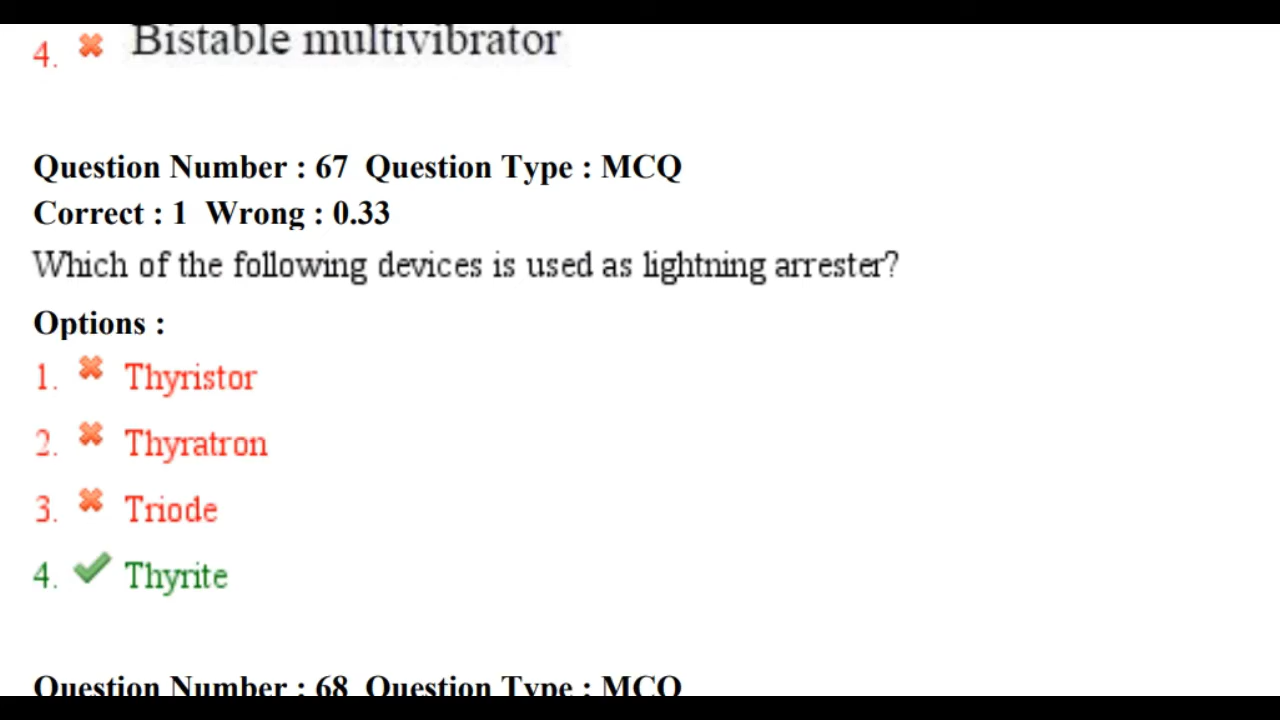 4. Bistable multivibrator
Question Number : 67 Question Type : MCQ
Correct : 1 Wrong : 0.33
Which of the following devices is used as lightning arrester?
Options :
1. Thyristor
2. Thyratron
3. Triode
4. Thyrite
Question Number : 68 Question Type : MCQ